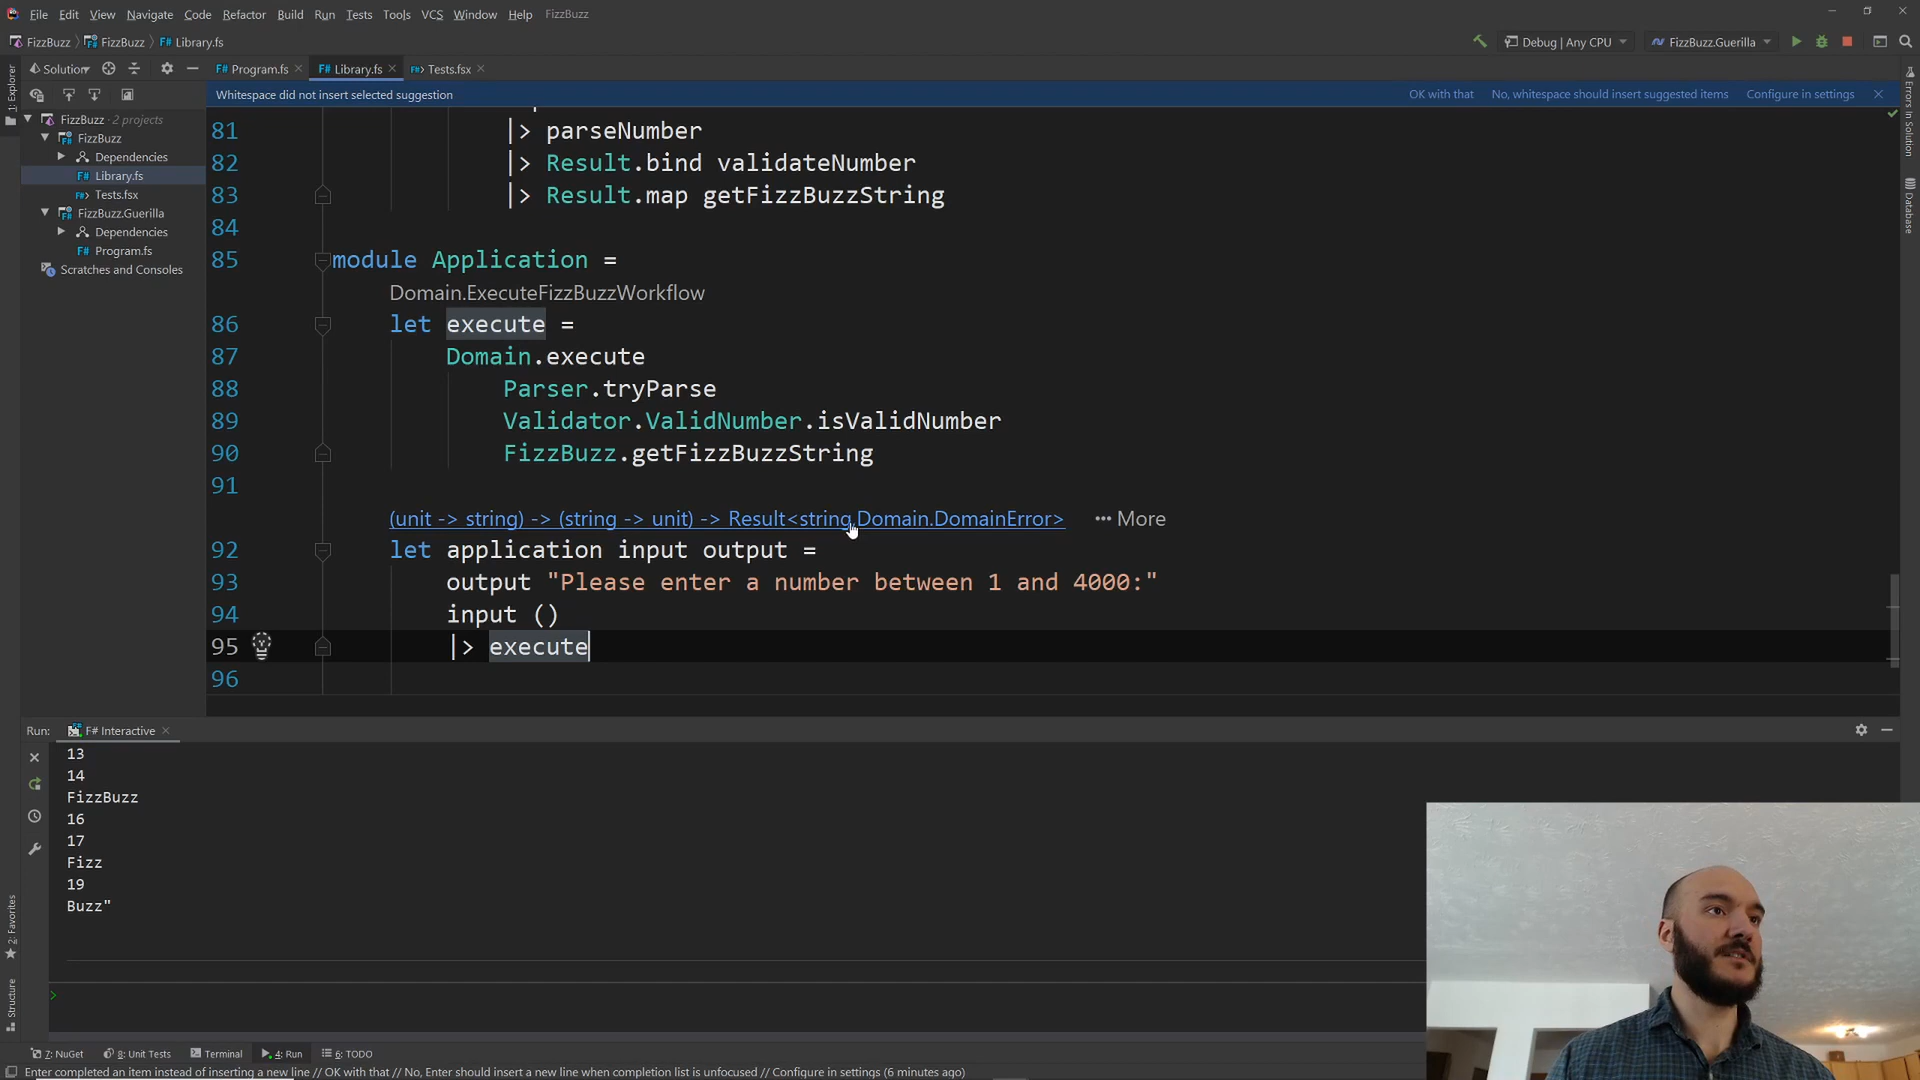 File Edit View Navigate Code Refactor Build Run Tests Tools VCS Window Help FizzBuzz
FizzBuzz FizzBuzz F# Library.fs Debug | Any CPU FizzBuzz.Guerilla
Solution F# Program.fs F# Library.fs F# Tests.fsx
Whitespace did not insert selected suggestion OK with that No, whitespace should insert suggested items Configure in settings
1: Explorer
FizzBuzz · 2 projects
FizzBuzz
Dependencies
F# Library.fs
F# Tests.fsx
FizzBuzz.Guerilla
Dependencies
F# Program.fs
Scratches and Consoles
81 |> parseNumber
82 |> Result.bind validateNumber
83 |> Result.map getFizzBuzzString
84
85 module Application =
Domain.ExecuteFizzBuzzWorkflow
86 let execute =
87 Domain.execute
88 Parser.tryParse
89 Validator.ValidNumber.isValidNumber
90 FizzBuzz.getFizzBuzzString
91
(unit -> string) -> (string -> unit) -> Result<string,Domain.DomainError> ··· More
92 let application input output =
93 output "Please enter a number between 1 and 4000:"
94 input ()
95 |> execute
96
Errors In Solution
Database
Run: F# Interactive
13
14
FizzBuzz
16
17
Fizz
19
Buzz"
>
2: Favorites
Structure
7: NuGet 8: Unit Tests Terminal 4: Run 6: TODO
Enter completed an item instead of inserting a new line // OK with that // No, Enter should insert a new line when completion list is unfocused // Configure in settings (6 minutes ago)